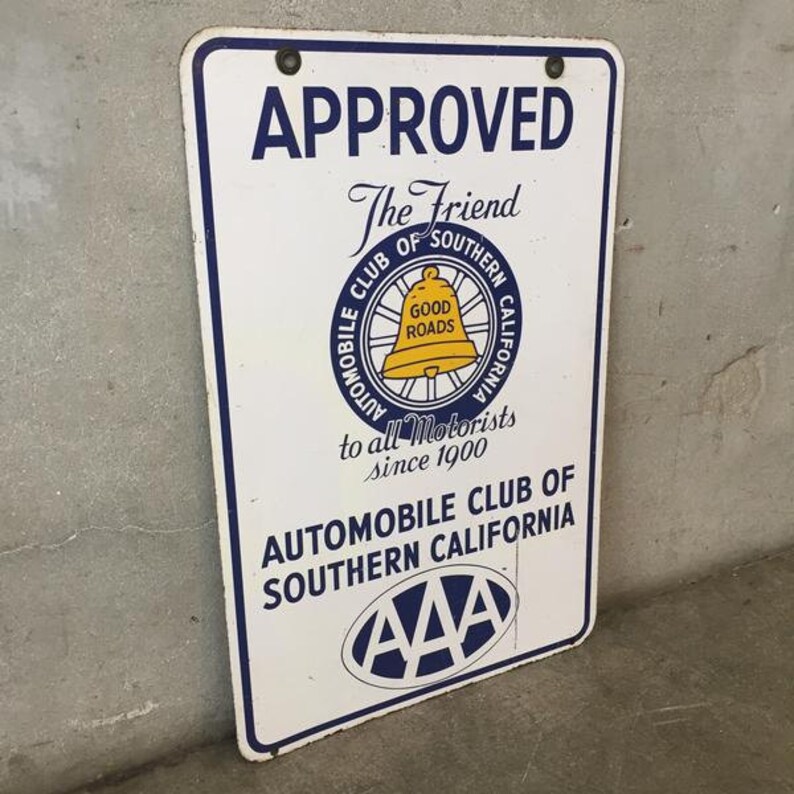 APPROVED
The Friend
AUTOMOBILE CLUB OF SOUTHERN CALIFORNIA
GOOD
ROADS
to all Motorists
since 1900
AUTOMOBILE CLUB OF
SOUTHERN CALIFORNIA
AAA